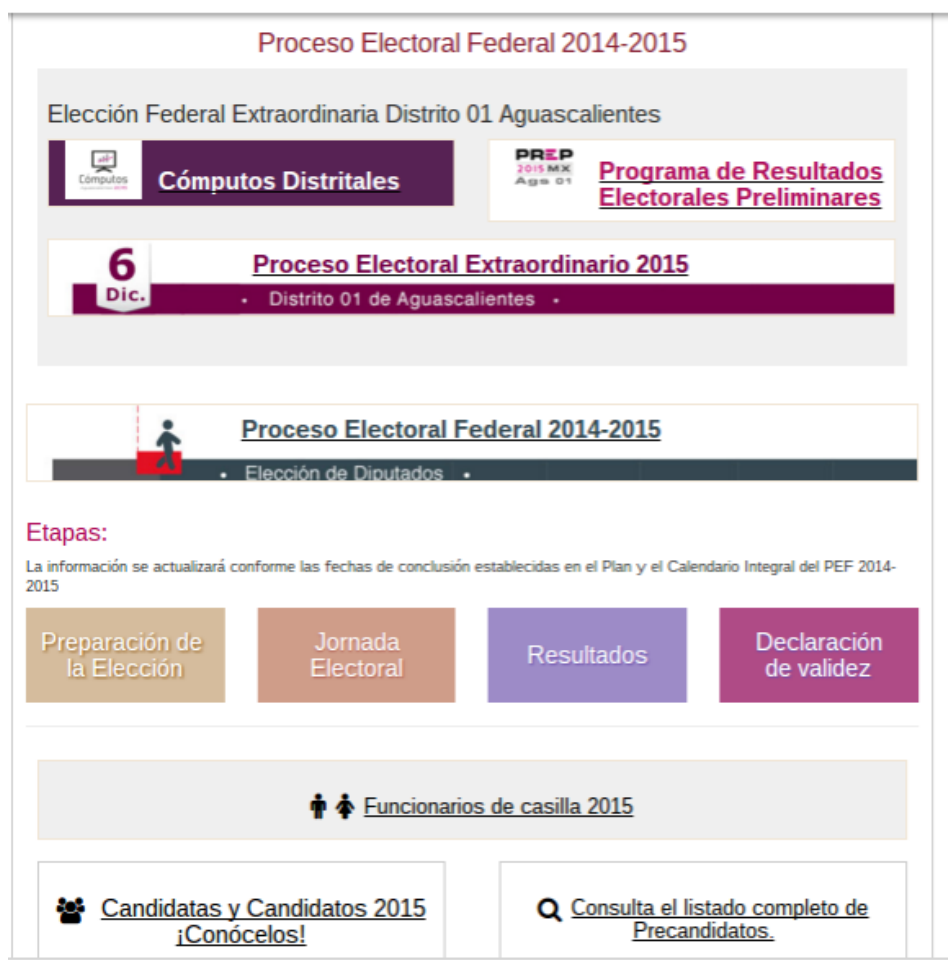 Proceso Electoral Federal 2014-2015
Elección Federal Extraordinaria Distrito 01 Aguascalientes
Cómputos
Cómputos Distritales
PREP
2015 MX
Ags 01
Programa de Resultados
Electorales Preliminares
6
Dic.
Proceso Electoral Extraordinario 2015
• Distrito 01 de Aguascalientes •
Proceso Electoral Federal 2014-2015
• Elección de Diputados •
Etapas:
La información se actualizará conforme las fechas de conclusión establecidas en el Plan y el Calendario Integral del PEF 2014-
2015
Preparación de
la Elección
Jornada
Electoral
Resultados
Declaración
de validez
Funcionarios de casilla 2015
Candidatas y Candidatos 2015
¡Conócelos!
Consulta el listado completo de
Precandidatos.